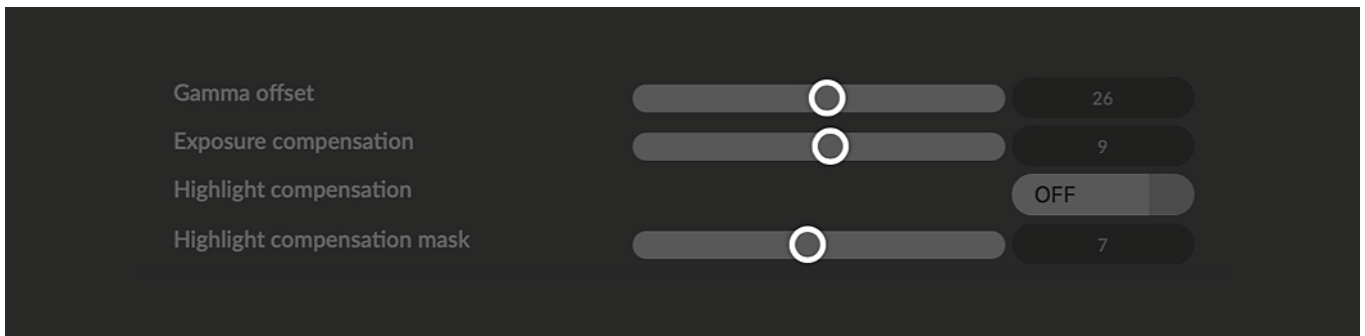 Gamma offset 26
Exposure compensation 9
Highlight compensation OFF
Highlight compensation mask 7